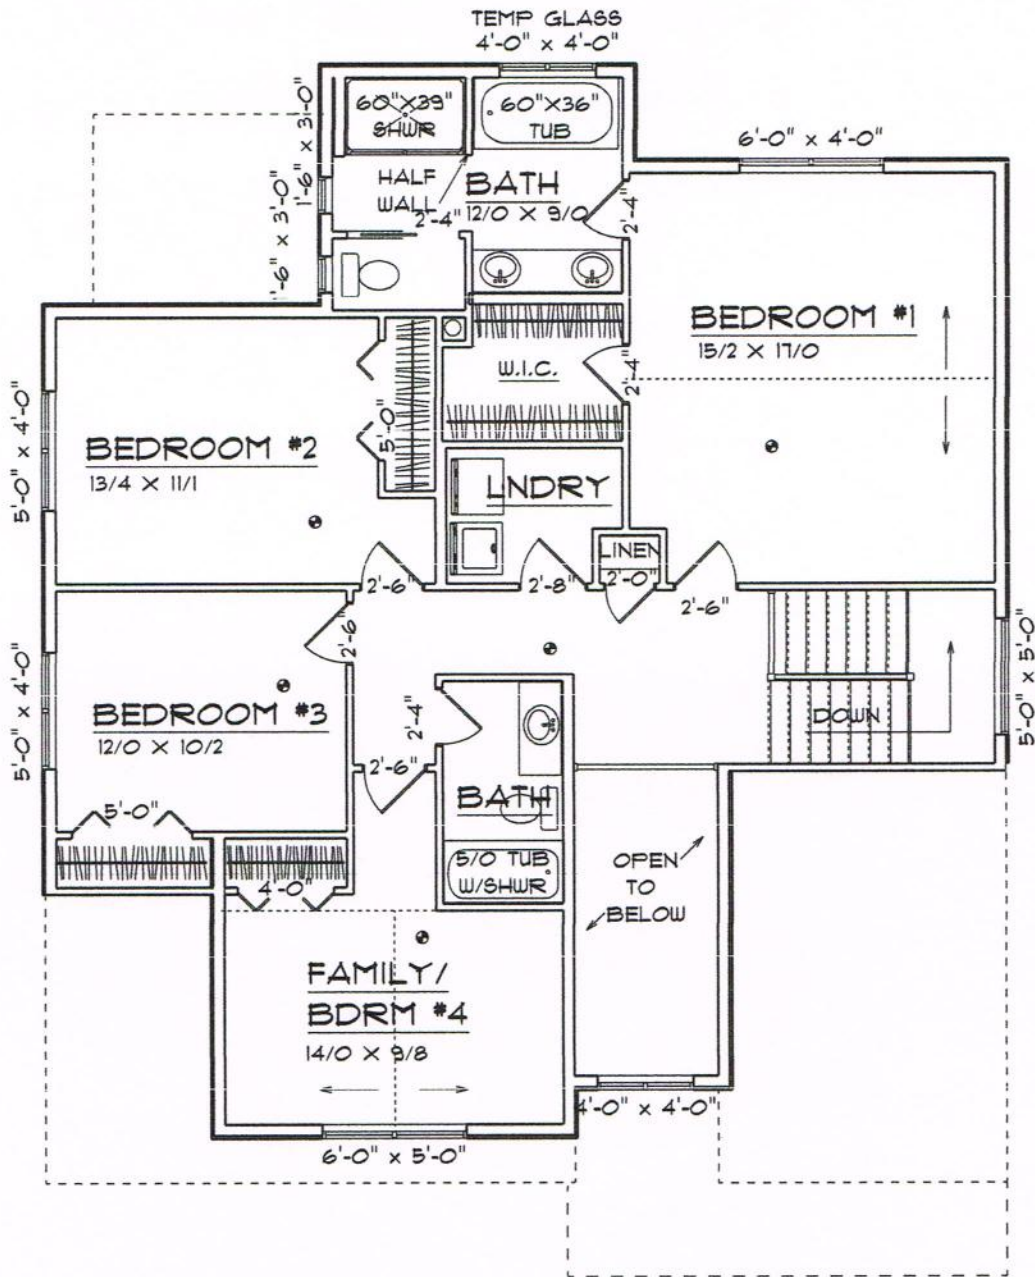 TEMP GLASS
4'-0" x 4'-0"
60"X39"
SHWR
60"X36"
TUB
1'-6" x 3'-0"
6'-0" x 4'-0"
HALF
WALL
BATH
12/0 X 9/0
2'-4"
2'-4"
'-6" x 3'-0"
BEDROOM #1
15/2 X 17/0
W.I.C.
2'-4"
5'-0"
5'-0" x 4'-0"
BEDROOM #2
13/4 X 11/1
LNDRY
LINEN
2'-6"
2'-8"
2'-0"
2'-6"
2'-6"
5'-0" x 5'-0"
5'-0" x 4'-0"
BEDROOM #3
12/0 X 10/2
2'-4"
DOWN
2'-6"
BATH
5'-0"
5/0 TUB
W/SHWR
4'-0"
OPEN
TO
BELOW
FAMILY/
BDRM #4
14/0 X 9/8
4'-0" x 4'-0"
6'-0" x 5'-0"